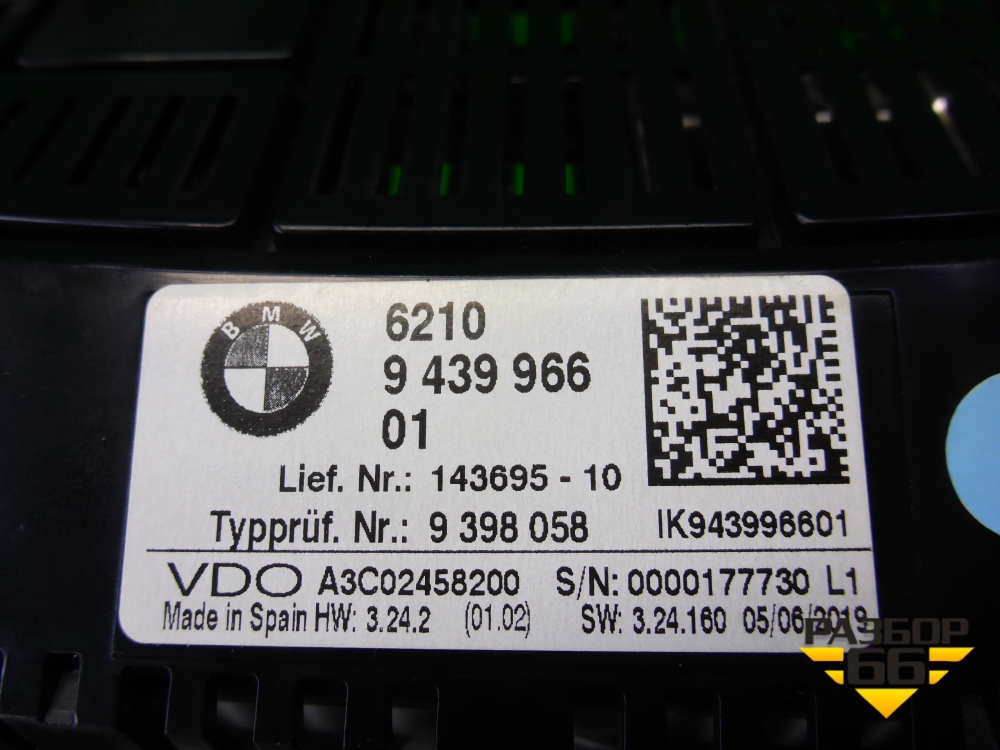 BMW
6210
9 439 966
01
Lief. Nr.: 143695 - 10
Typprüf. Nr.: 9 398 058
IK943996601
VDO A3C02458200 S/N: 0000177730 L1
Made in Spain HW: 3.24.2 (01.02) SW: 3.24.160 05/06/2019
РАЗБОР
66